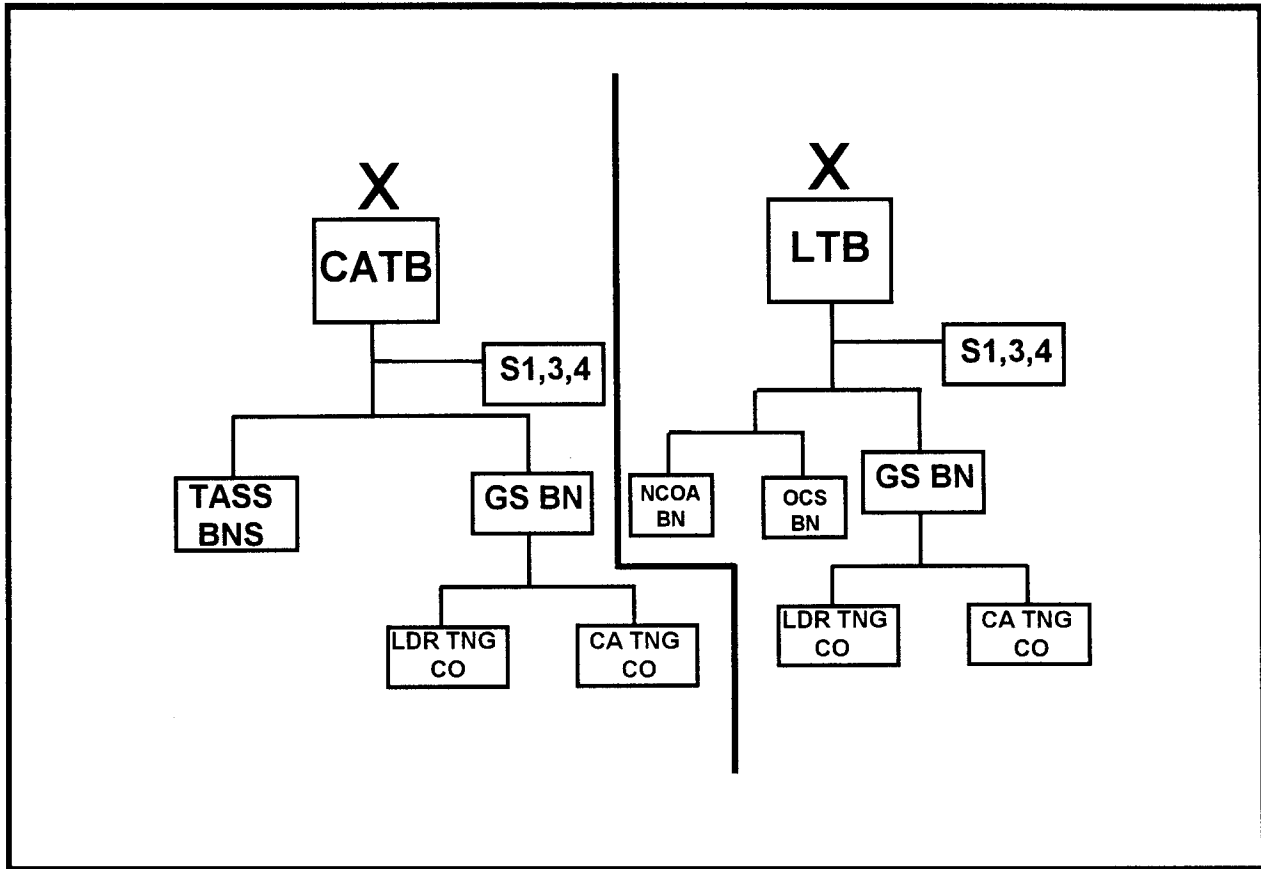 X
CATB
S1,3,4
TASS
BNS
GS BN
LDR TNG
CO
CA TNG
CO
X
LTB
S1,3,4
NCOA
BN
OCS
BN
GS BN
LDR TNG
CO
CA TNG
CO